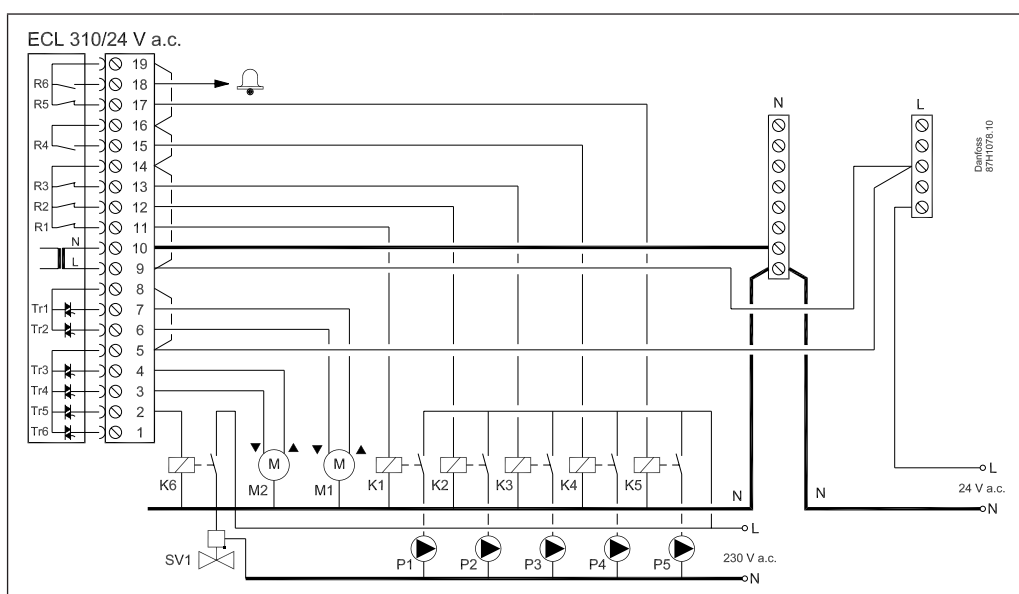 ECL 310/24 V a.c.
19
R6 18
R5 17
16
R4 15
14
R3 13
R2 12
R1 11
N 10
L 9
8
Tr1 7
Tr2 6
5
Tr3 4
Tr4 3
Tr5 2
Tr6 1
N
L
Danfoss
87H1078.10
K6
M
M2
M
M1
K1
K2
K3
K4
K5
N
N
L
24 V a.c.
N
SV1
P1
P2
P3
P4
P5
L
230 V a.c.
N